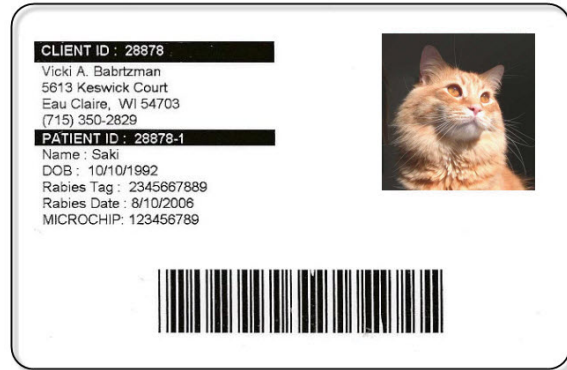 CLIENT ID : 28878
Vicki A. Babrtzman
5613 Keswick Court
Eau Claire, WI 54703
(715) 350-2829
PATIENT ID : 28878-1
Name : Saki
DOB : 10/10/1992
Rabies Tag : 2345667889
Rabies Date : 8/10/2006
MICROCHIP: 123456789